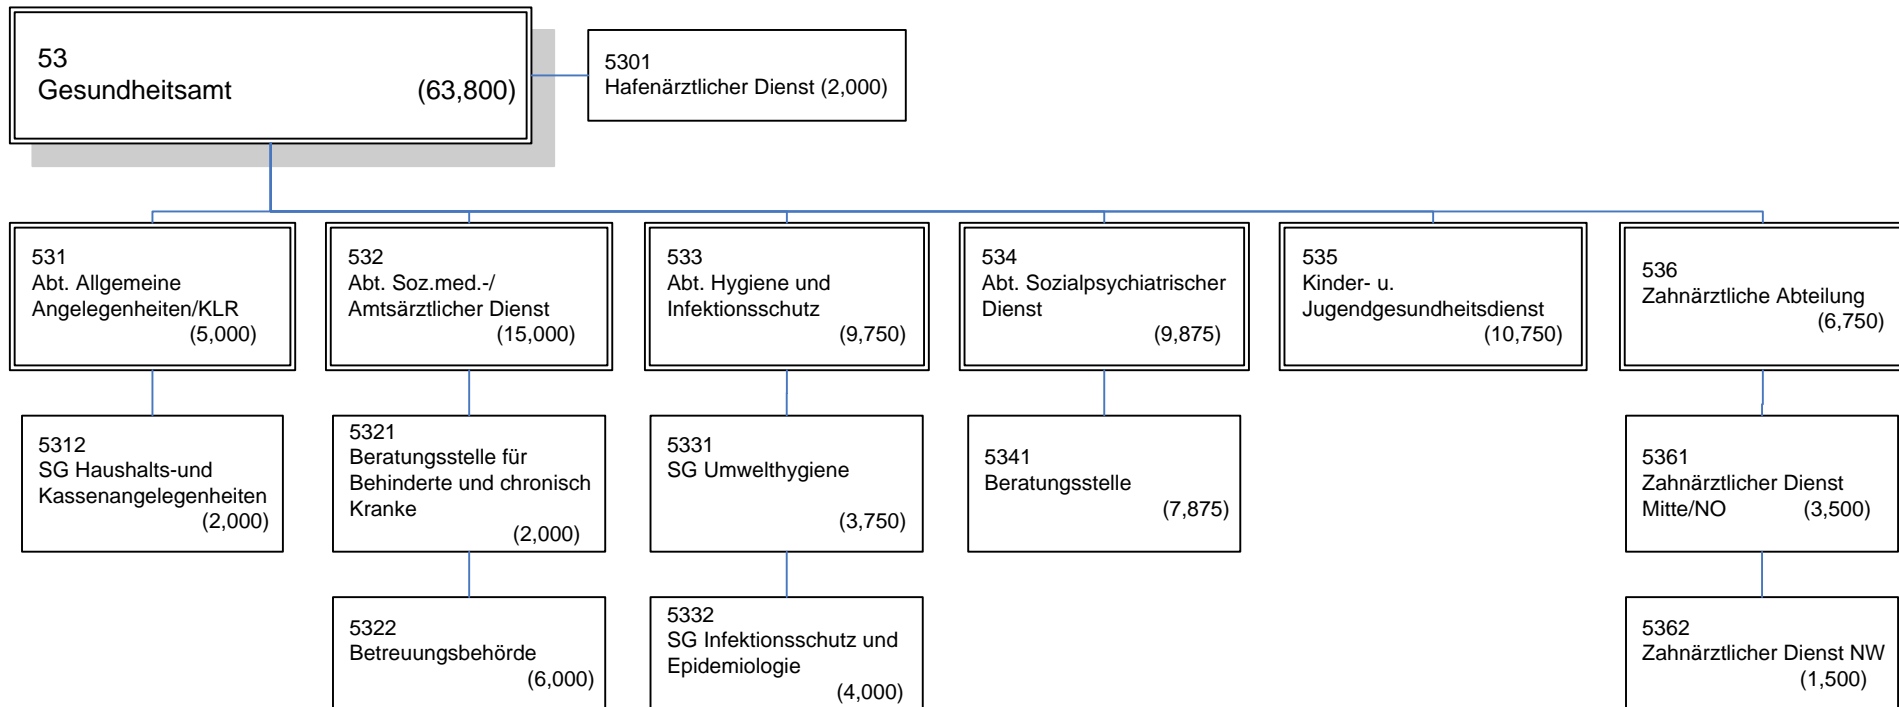 53
Gesundheitsamt (63,800)
5301
Hafenärztlicher Dienst (2,000)
531
Abt. Allgemeine
Angelegenheiten/KLR
(5,000)
532
Abt. Soz.med.-/
Amtsärztlicher Dienst
(15,000)
533
Abt. Hygiene und
Infektionsschutz
(9,750)
534
Abt. Sozialpsychiatrischer
Dienst
(9,875)
535
Kinder- u.
Jugendgesundheitsdienst
(10,750)
536
Zahnärztliche Abteilung
(6,750)
5312
SG Haushalts-und
Kassenangelegenheiten
(2,000)
5321
Beratungsstelle für
Behinderte und chronisch
Kranke
(2,000)
5331
SG Umwelthygiene
(3,750)
5341
Beratungsstelle
(7,875)
5361
Zahnärztlicher Dienst
Mitte/NO (3,500)
5322
Betreuungsbehörde
(6,000)
5332
SG Infektionsschutz und
Epidemiologie
(4,000)
5362
Zahnärztlicher Dienst NW
(1,500)